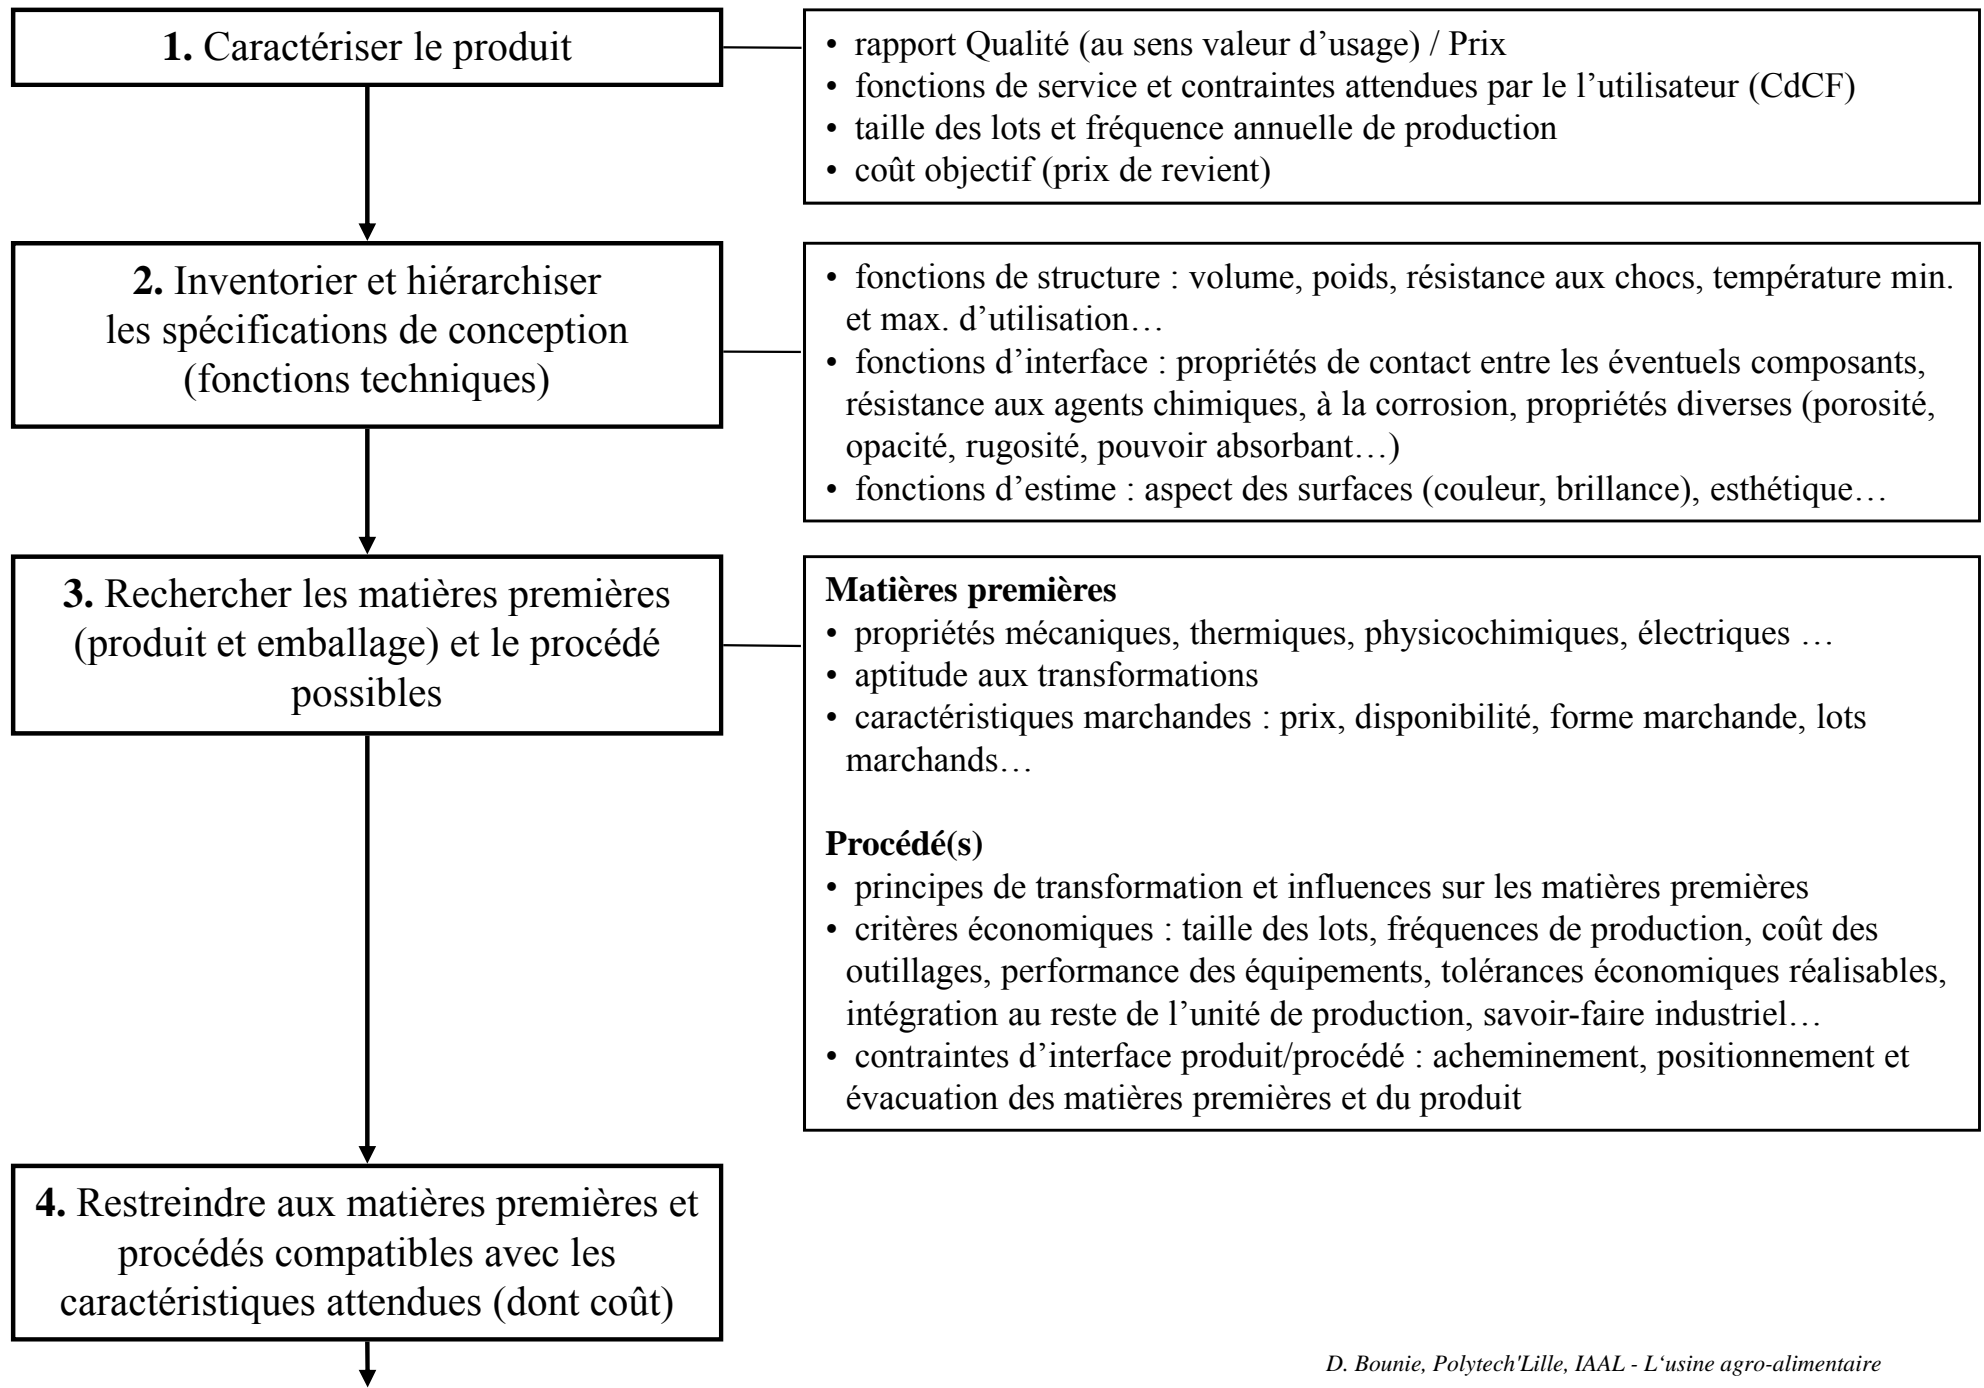 1. Caractériser le produit
• rapport Qualité (au sens valeur d’usage) / Prix
• fonctions de service et contraintes attendues par le l’utilisateur (CdCF)
• taille des lots et fréquence annuelle de production
• coût objectif (prix de revient)
2. Inventorier et hiérarchiser
les spécifications de conception
(fonctions techniques)
• fonctions de structure : volume, poids, résistance aux chocs, température min.
et max. d’utilisation…
• fonctions d’interface : propriétés de contact entre les éventuels composants,
résistance aux agents chimiques, à la corrosion, propriétés diverses (porosité,
opacité, rugosité, pouvoir absorbant…)
• fonctions d’estime : aspect des surfaces (couleur, brillance), esthétique…
3. Rechercher les matières premières
(produit et emballage) et le procédé
possibles
Matières premières
• propriétés mécaniques, thermiques, physicochimiques, électriques …
• aptitude aux transformations
• caractéristiques marchandes : prix, disponibilité, forme marchande, lots
marchands…
Procédé(s)
• principes de transformation et influences sur les matières premières
• critères économiques : taille des lots, fréquences de production, coût des
outillages, performance des équipements, tolérances économiques réalisables,
intégration au reste de l’unité de production, savoir-faire industriel…
• contraintes d’interface produit/procédé : acheminement, positionnement et
évacuation des matières premières et du produit
4. Restreindre aux matières premières et
procédés compatibles avec les
caractéristiques attendues (dont coût)
D. Bounie, Polytech'Lille, IAAL - L‘usine agro-alimentaire